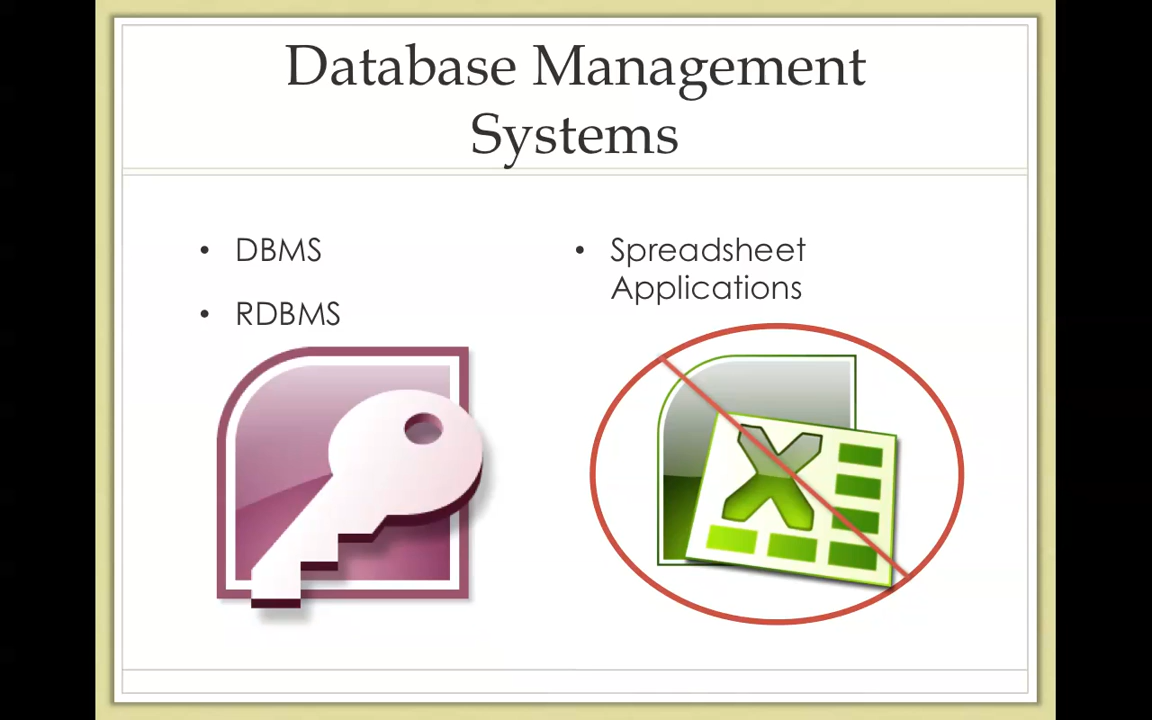 Database Management
Systems
• DBMS
• RDBMS
• Spreadsheet
Applications
X